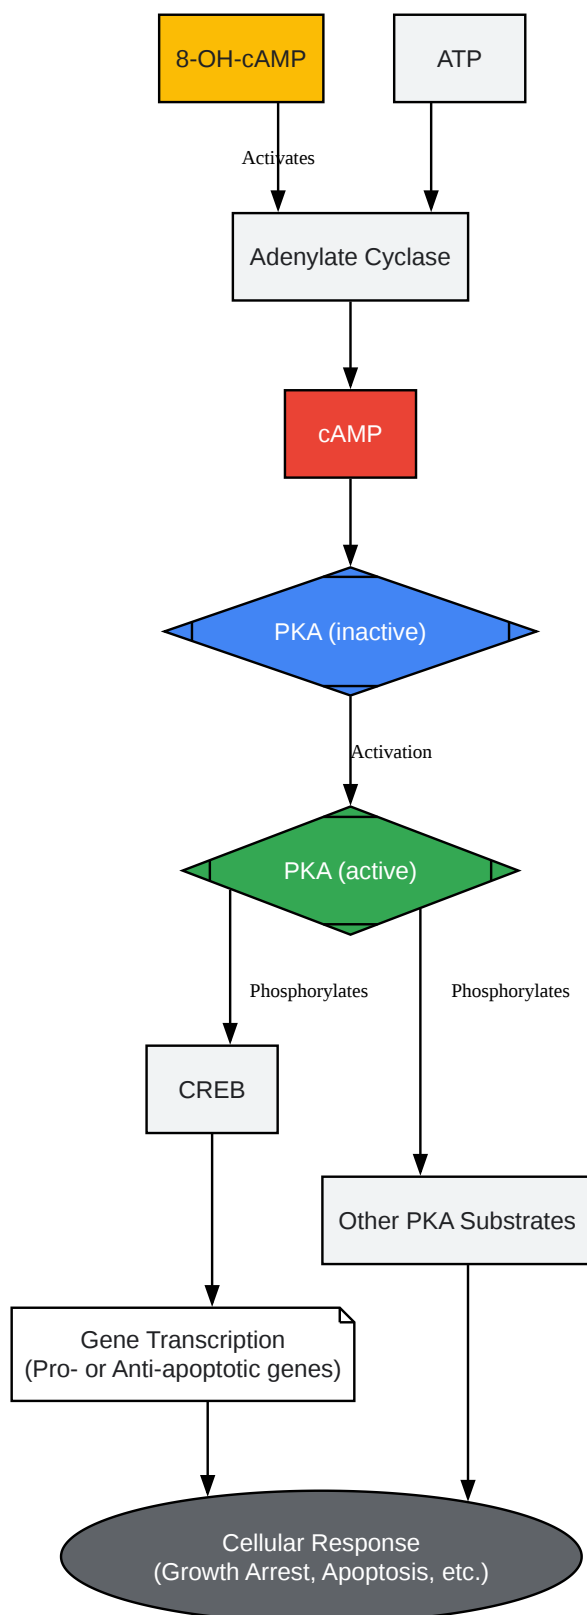 8-OH-cAMP
ATP
Activates
Adenylate Cyclase
cAMP
PKA (inactive)
Activation
PKA (active)
Phosphorylates
Phosphorylates
CREB
Other PKA Substrates
Gene Transcription
(Pro- or Anti-apoptotic genes)
Cellular Response
(Growth Arrest, Apoptosis, etc.)